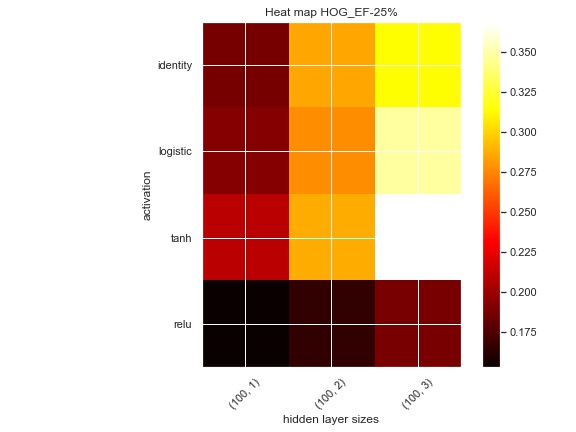 Heat map HOG_EF-25%
activation
identity
logistic
tanh
relu
(100, 1)
(100, 2)
(100, 3)
hidden layer sizes
0.350
0.325
0.300
0.275
0.250
0.225
0.200
0.175